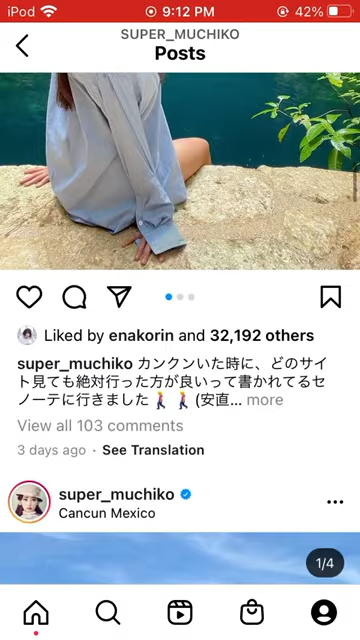 iPod 9:12 PM 42%
SUPER_MUCHIKO
Posts
Liked by enakorin and 32,192 others
super_muchiko カンクンいた時に、どのサイ
ト見ても絶対行った方が良いって書かれてるセ
ノーテに行きました🚶‍♀️🚶‍♀️ (安直... more
View all 103 comments
3 days ago · See Translation
super_muchiko
Cancun Mexico
1/4